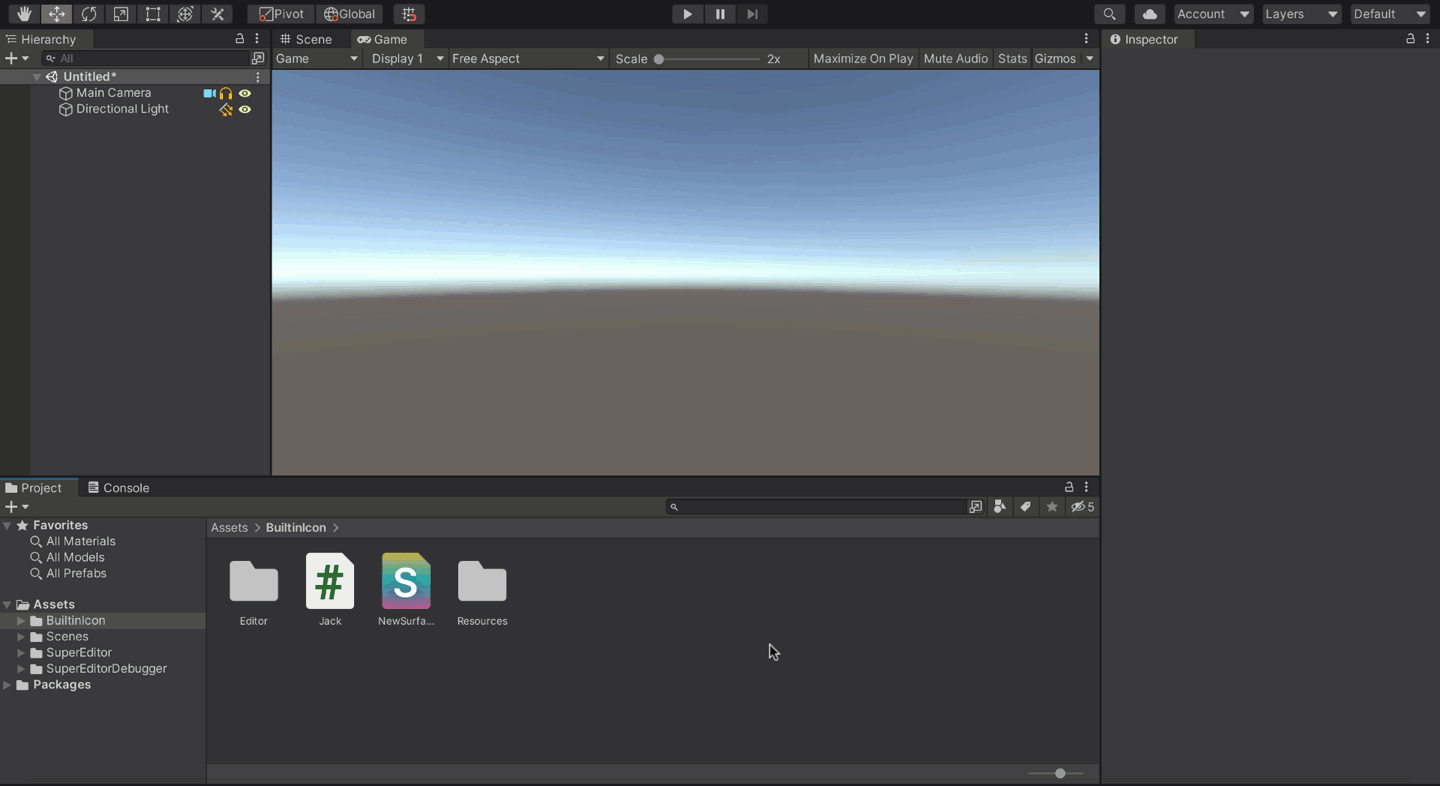 Pivot Global Account Layers Default
Hierarchy Scene Game Inspector
All Game Display 1 Free Aspect Scale 2x Maximize On Play Mute Audio Stats Gizmos
Untitled*
Main Camera
Directional Light
Project Console
5
Favorites Assets > BuiltinIcon >
All Materials
All Models
All Prefabs
Assets
BuiltinIcon
Scenes
SuperEditor
SuperEditorDebugger
Packages
# S
Editor Jack NewSurfa... Resources